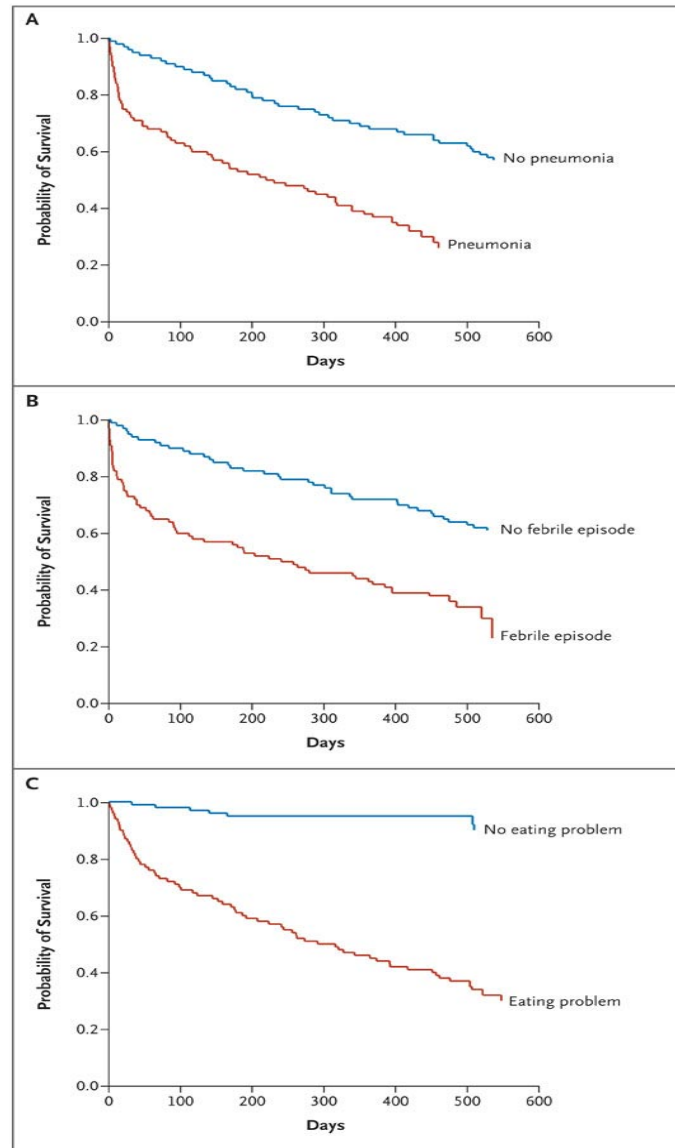 A
1.0
0.8
0.6
0.4
0.2
0.0
Probability of Survival
No pneumonia
Pneumonia
0 100 200 300 400 500 600
Days
B
1.0
0.8
0.6
0.4
0.2
0.0
Probability of Survival
No febrile episode
Febrile episode
0 100 200 300 400 500 600
Days
C
1.0
0.8
0.6
0.4
0.2
0.0
Probability of Survival
No eating problem
Eating problem
0 100 200 300 400 500 600
Days